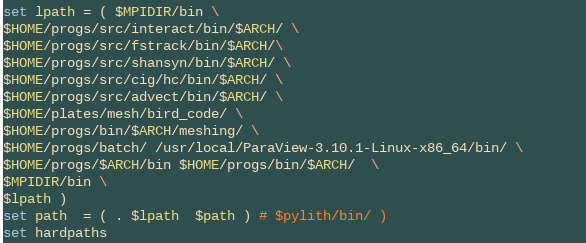 set lpath = ( $MPIDIR/bin \
$HOME/progs/src/interact/bin/$ARCH/ \
$HOME/progs/src/fstrack/bin/$ARCH/\
$HOME/progs/src/shansyn/bin/$ARCH/ \
$HOME/progs/src/cig/hc/bin/$ARCH/ \
$HOME/progs/src/advect/bin/$ARCH/ \
$HOME/plates/mesh/bird_code/ \
$HOME/progs/bin/$ARCH/meshing/ \
$HOME/progs/batch/ /usr/local/ParaView-3.10.1-Linux-x86_64/bin/ \
$HOME/progs/$ARCH/bin $HOME/progs/bin/$ARCH/  \
$MPIDIR/bin \
$lpath )
set path  = ( . $lpath  $path ) # $pylith/bin/ )
set hardpaths